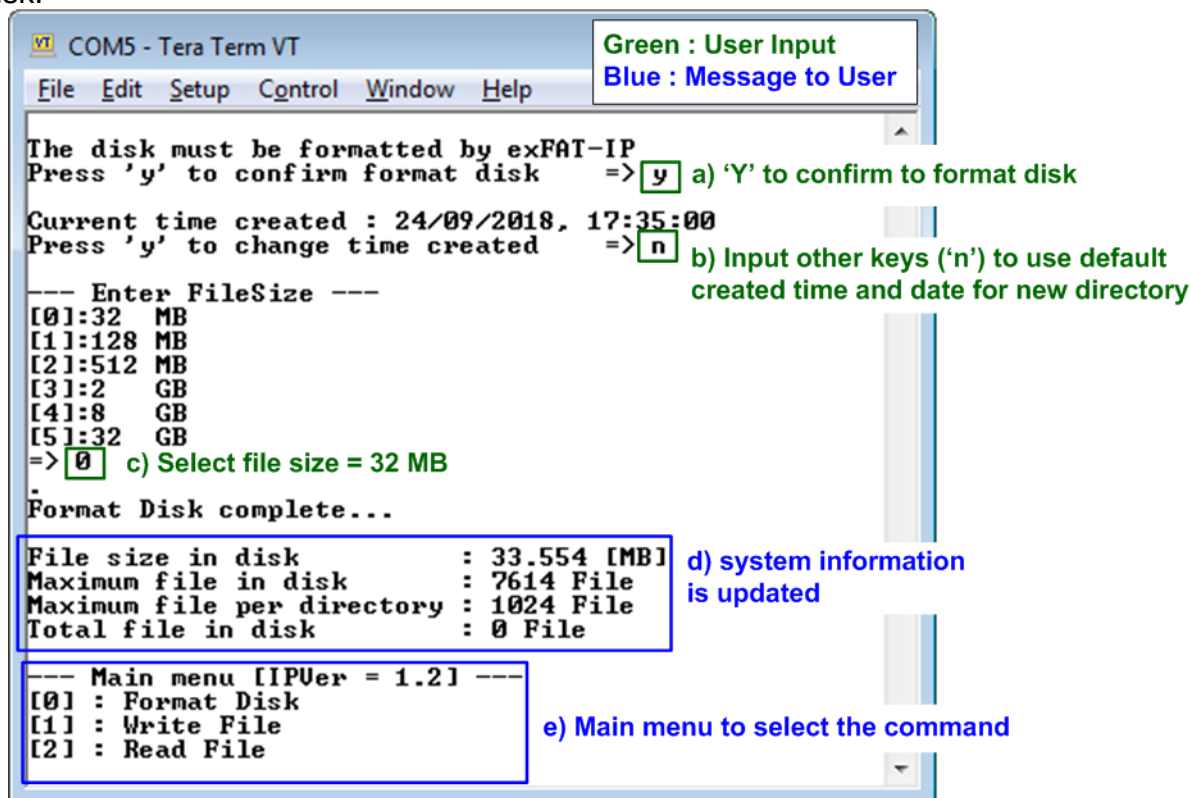 COM5 - Tera Term VT
Green : User Input
Blue : Message to User
File Edit Setup Control Window Help
The disk must be formatted by exFAT-IP
Press 'y' to confirm format disk =>y a) ‘Y’ to confirm to format disk
Current time created : 24/09/2018, 17:35:00
Press 'y' to change time created =>n
b) Input other keys (‘n’) to use default
created time and date for new directory
--- Enter FileSize ---
[0]:32 MB
[1]:128 MB
[2]:512 MB
[3]:2 GB
[4]:8 GB
[5]:32 GB
=> 0 c) Select file size = 32 MB
.
Format Disk complete...
File size in disk : 33.554 [MB]
Maximum file in disk : 7614 File
Maximum file per directory : 1024 File
Total file in disk : 0 File
d) system information
is updated
--- Main menu [IPVer = 1.2] ---
[0] : Format Disk
[1] : Write File
[2] : Read File
e) Main menu to select the command